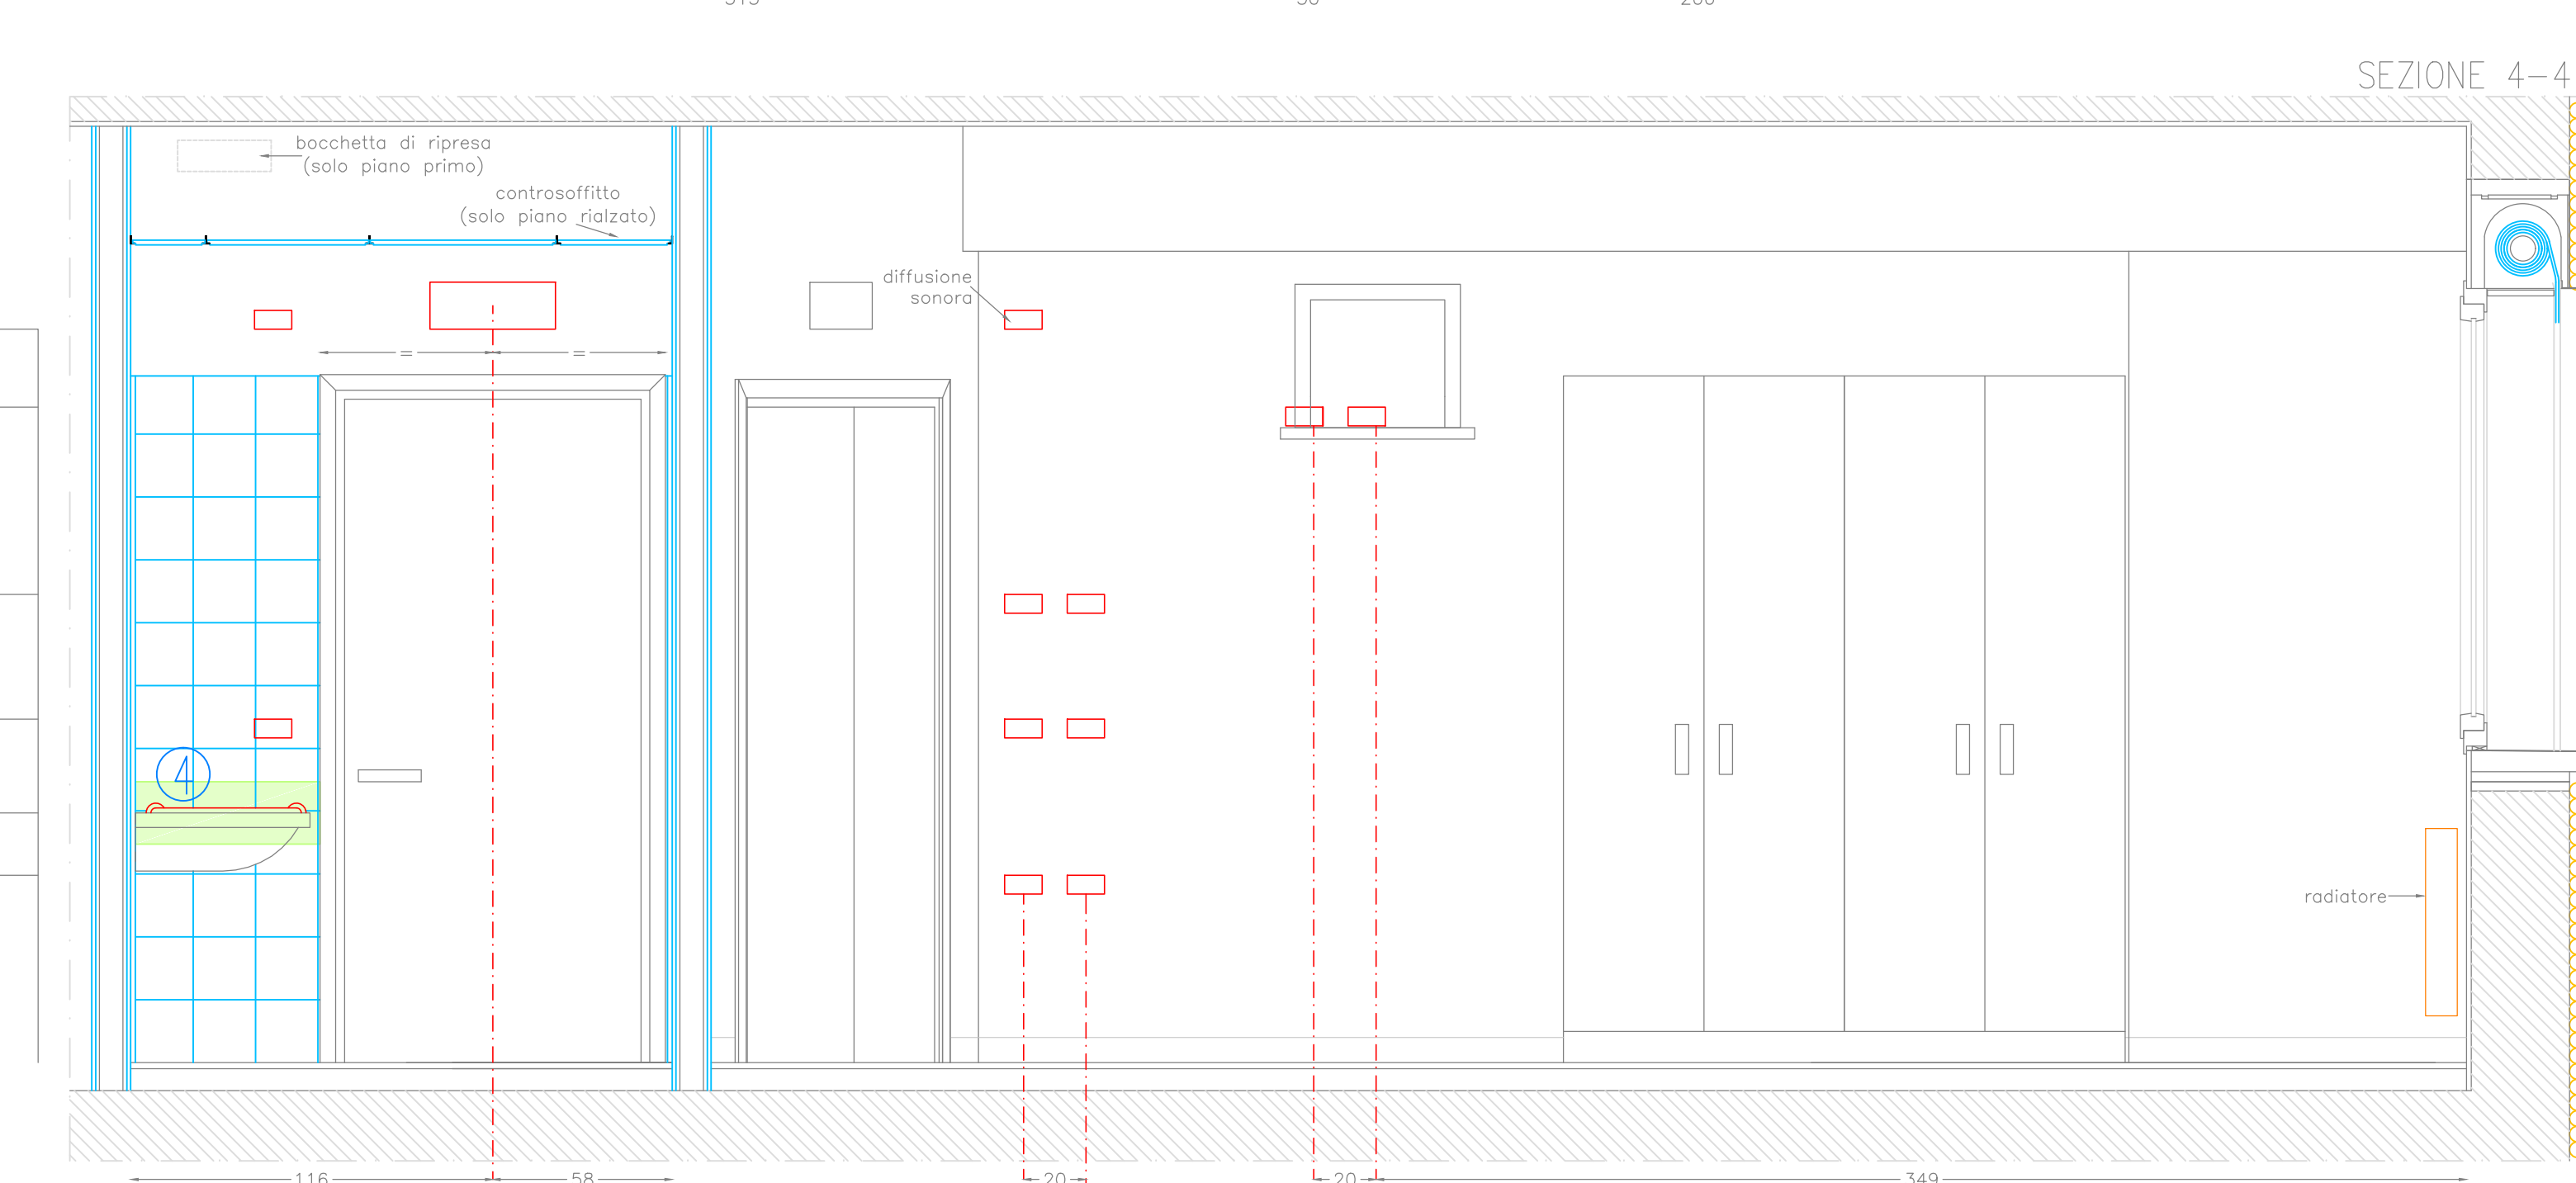 SEZIONE 4-4
bocchetta di ripresa
(solo piano primo)
controsoffitto
(solo piano rialzato)
diffusione
sonora
=
=
4
radiatore
116
58
20
20
349